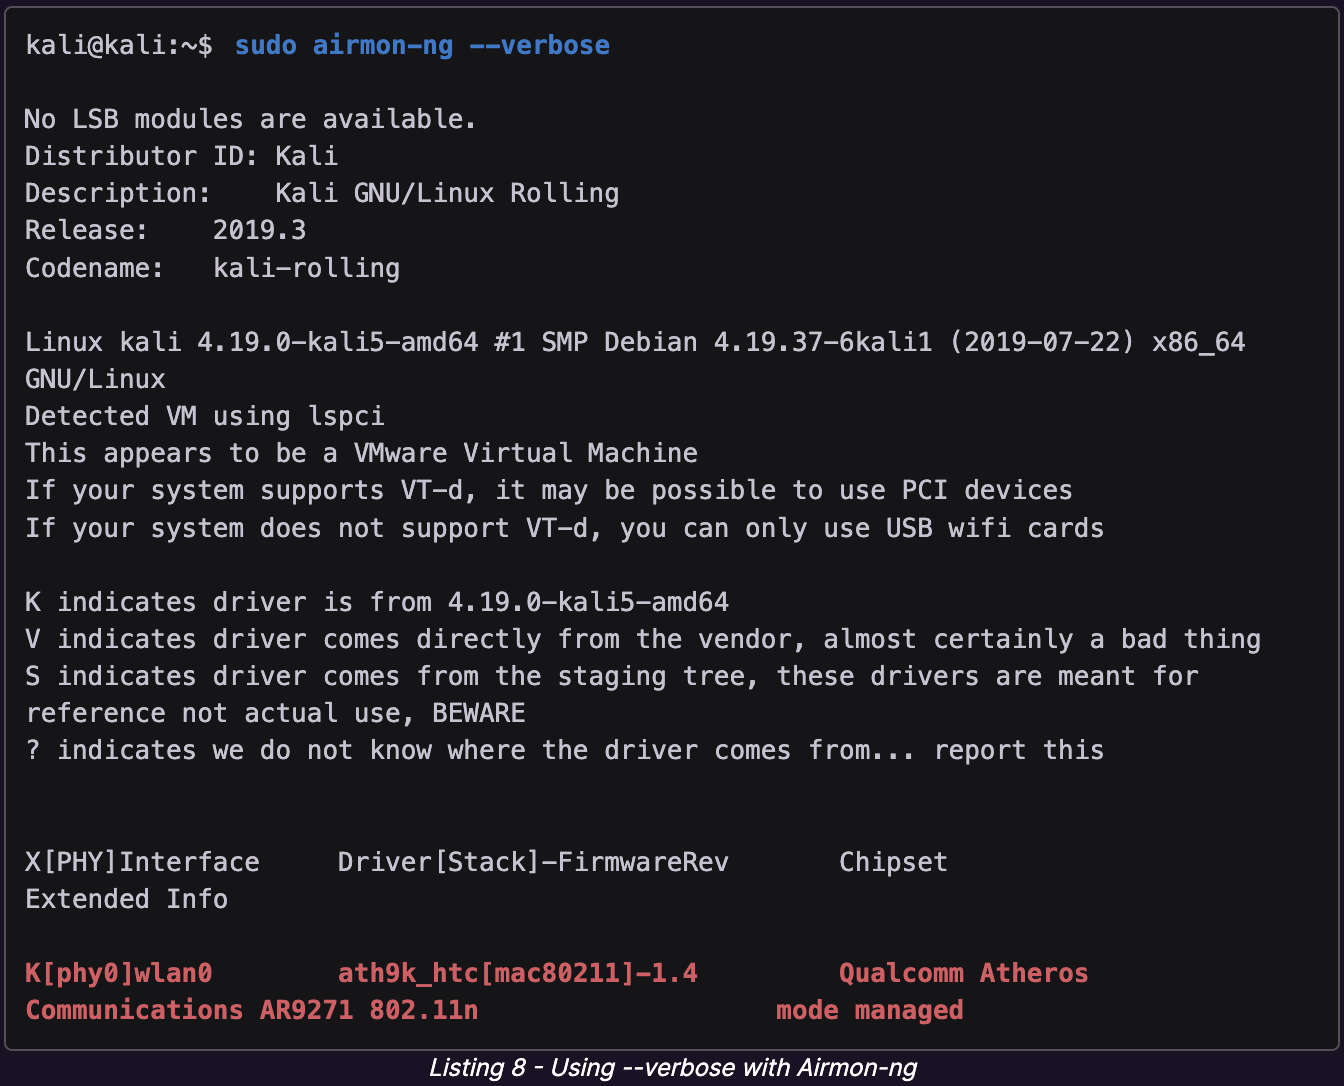 kali@kali:~$ sudo airmon-ng --verbose
No LSB modules are available.
Distributor ID: Kali
Description:    Kali GNU/Linux Rolling
Release:    2019.3
Codename:   kali-rolling
Linux kali 4.19.0-kali5-amd64 #1 SMP Debian 4.19.37-6kali1 (2019-07-22) x86_64
GNU/Linux
Detected VM using lspci
This appears to be a VMware Virtual Machine
If your system supports VT-d, it may be possible to use PCI devices
If your system does not support VT-d, you can only use USB wifi cards
K indicates driver is from 4.19.0-kali5-amd64
V indicates driver comes directly from the vendor, almost certainly a bad thing
S indicates driver comes from the staging tree, these drivers are meant for
reference not actual use, BEWARE
? indicates we do not know where the driver comes from... report this
X[PHY]Interface     Driver[Stack]-FirmwareRev       Chipset
Extended Info
K[phy0]wlan0        ath9k_htc[mac80211]-1.4         Qualcomm Atheros
Communications AR9271 802.11n                   mode managed
Listing 8 - Using --verbose with Airmon-ng